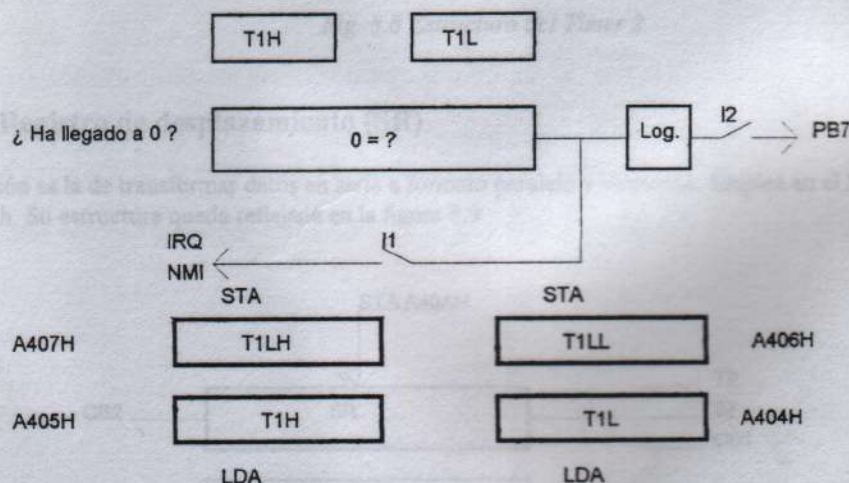 T1H T1L
¿ Ha llegado a 0 ? 0 = ? Log. I2 PB7
IRQ I1
NMI
STA STA
A407H T1LH T1LL A406H
A405H T1H T1L A404H
LDA LDA